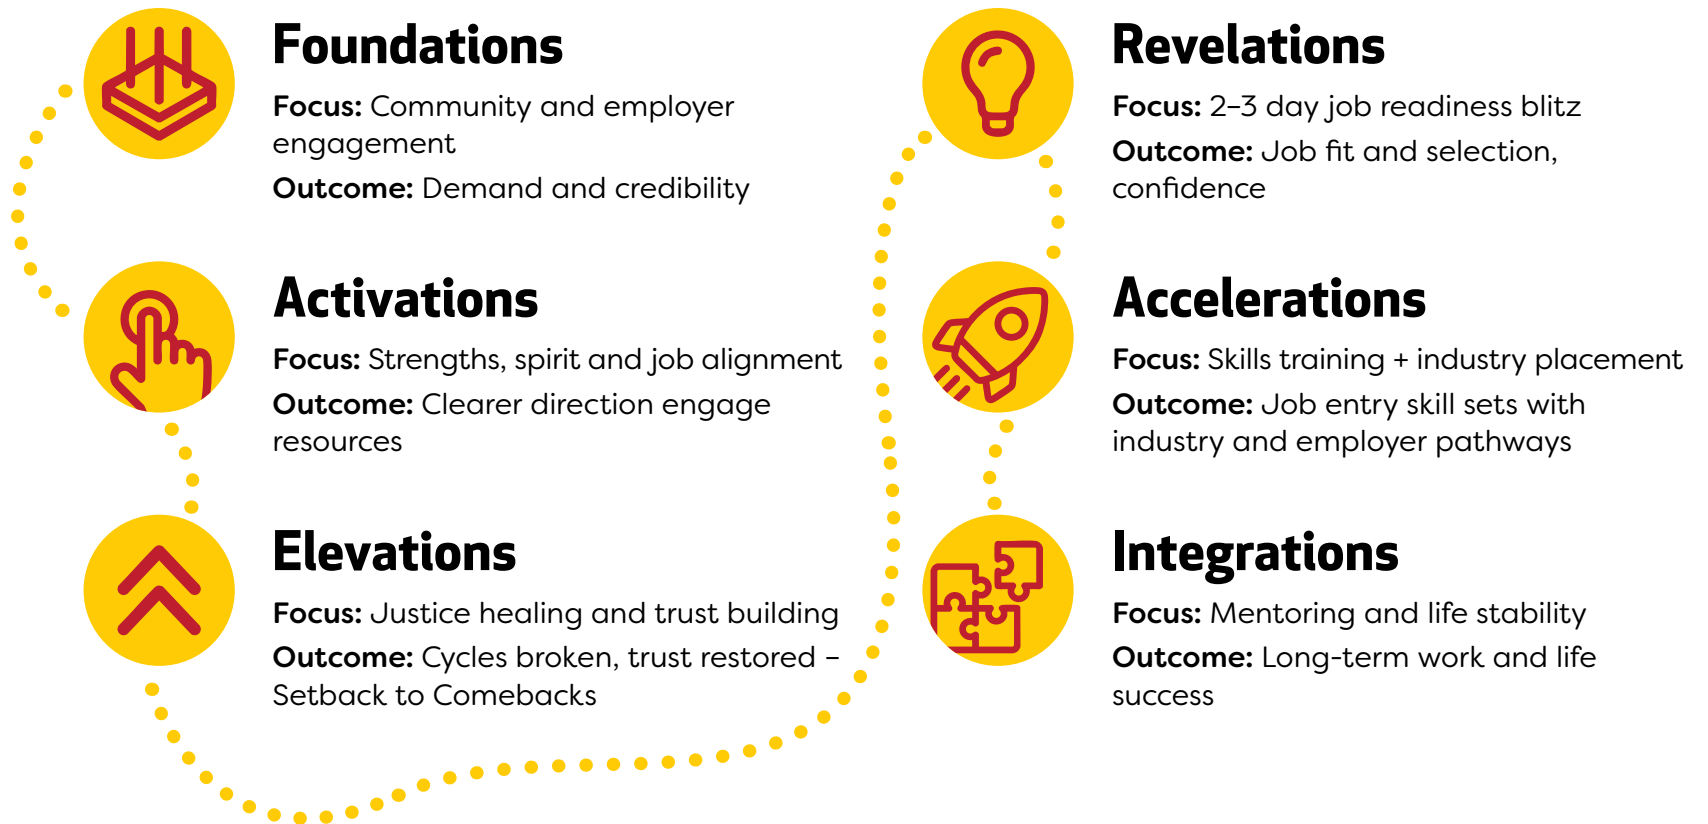 Foundations
Focus: Community and employer
engagement
Outcome: Demand and credibility
Activations
Focus: Strengths, spirit and job alignment
Outcome: Clearer direction engage
resources
Elevations
Focus: Justice healing and trust building
Outcome: Cycles broken, trust restored –
Setback to Comebacks
Revelations
Focus: 2–3 day job readiness blitz
Outcome: Job fit and selection,
confidence
Accelerations
Focus: Skills training + industry placement
Outcome: Job entry skill sets with
industry and employer pathways
Integrations
Focus: Mentoring and life stability
Outcome: Long-term work and life
success